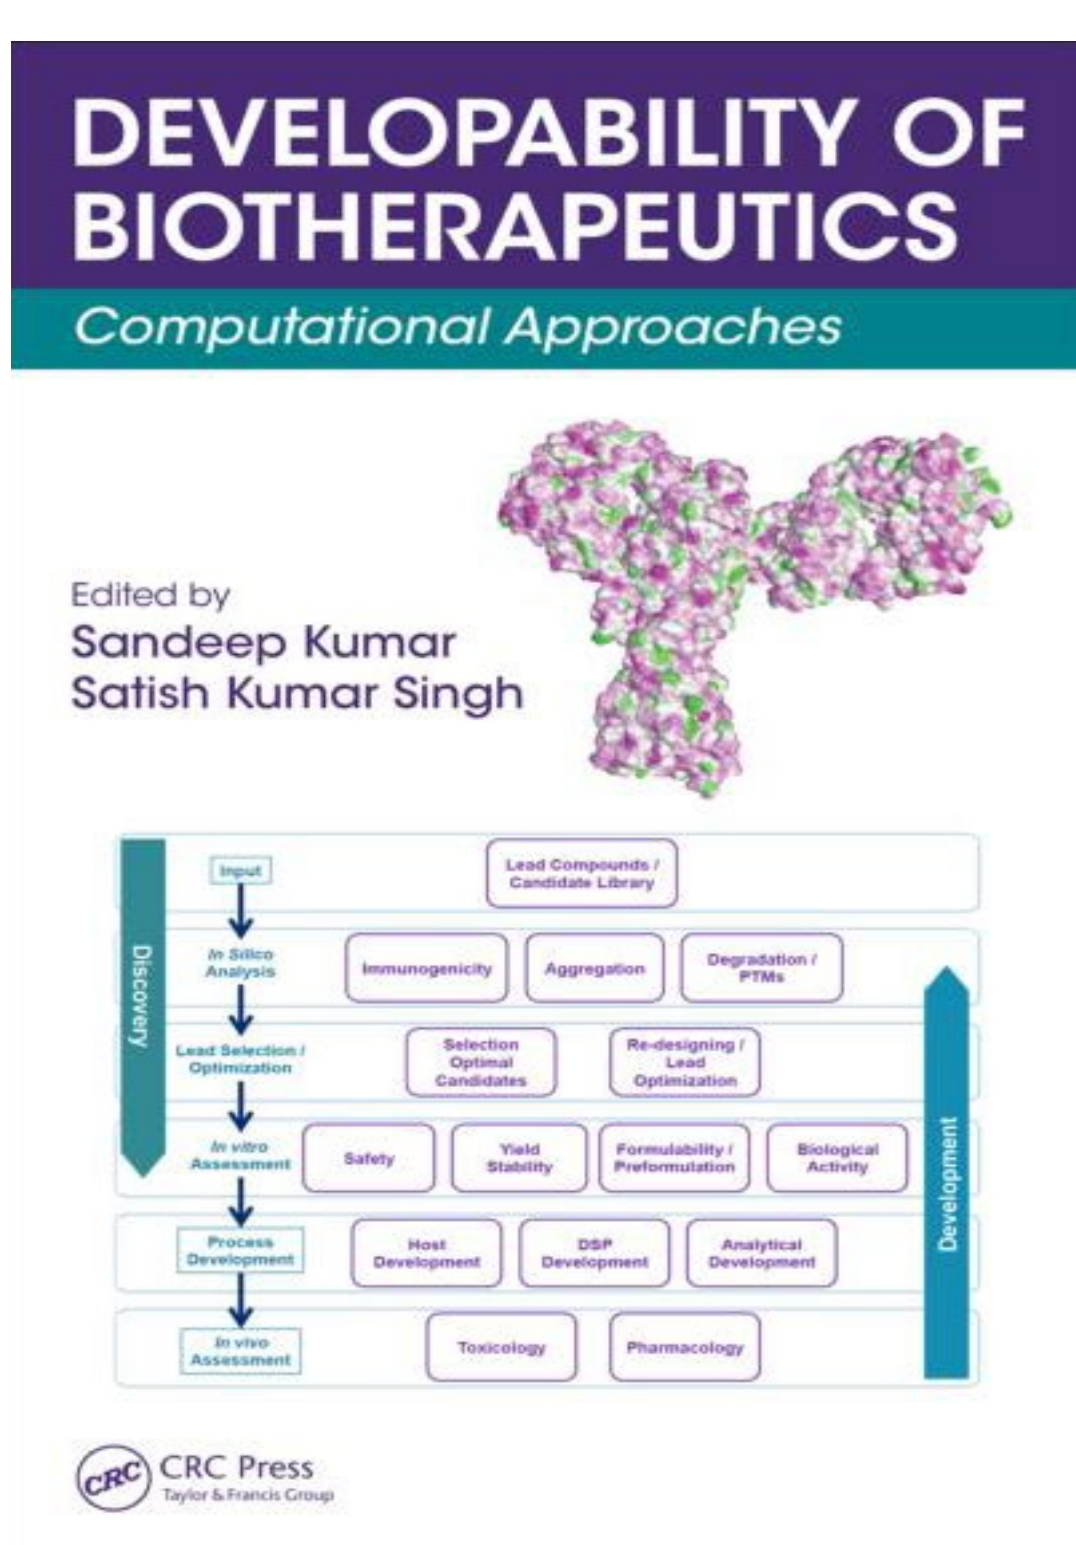 DEVELOPABILITY OF
BIOTHERAPEUTICS
Computational Approaches
Edited by
Sandeep Kumar
Satish Kumar Singh
Discovery
Input
Lead Compounds /
Candidate Library
In Silico
Analysis
Immunogenicity
Aggregation
Degradation /
PTMs
Lead Selection /
Optimization
Selection
Optimal
Candidates
Re-designing /
Lead
Optimization
In vitro
Assessment
Safety
Yield
Stability
Formulability /
Preformulation
Biological
Activity
Process
Development
Host
Development
DSP
Development
Analytical
Development
In vivo
Assessment
Toxicology
Pharmacology
Development
CRC
CRC Press
Taylor & Francis Group